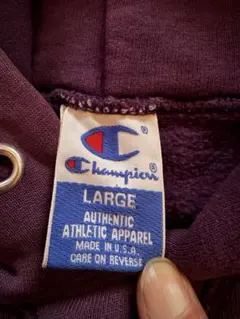 Champion
LARGE
AUTHENTIC
ATHLETIC APPAREL
MADE IN U.S.A.
CARE ON REVERSE